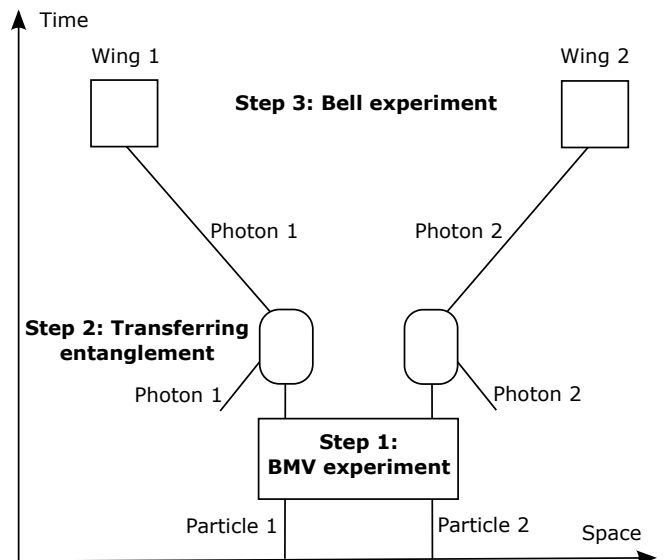 Time
Wing 1
Wing 2
Step 3: Bell experiment
Photon 1
Photon 2
Step 2: Transferring
entanglement
Photon 1
Photon 2
Step 1:
BMV experiment
Particle 1
Particle 2
Space